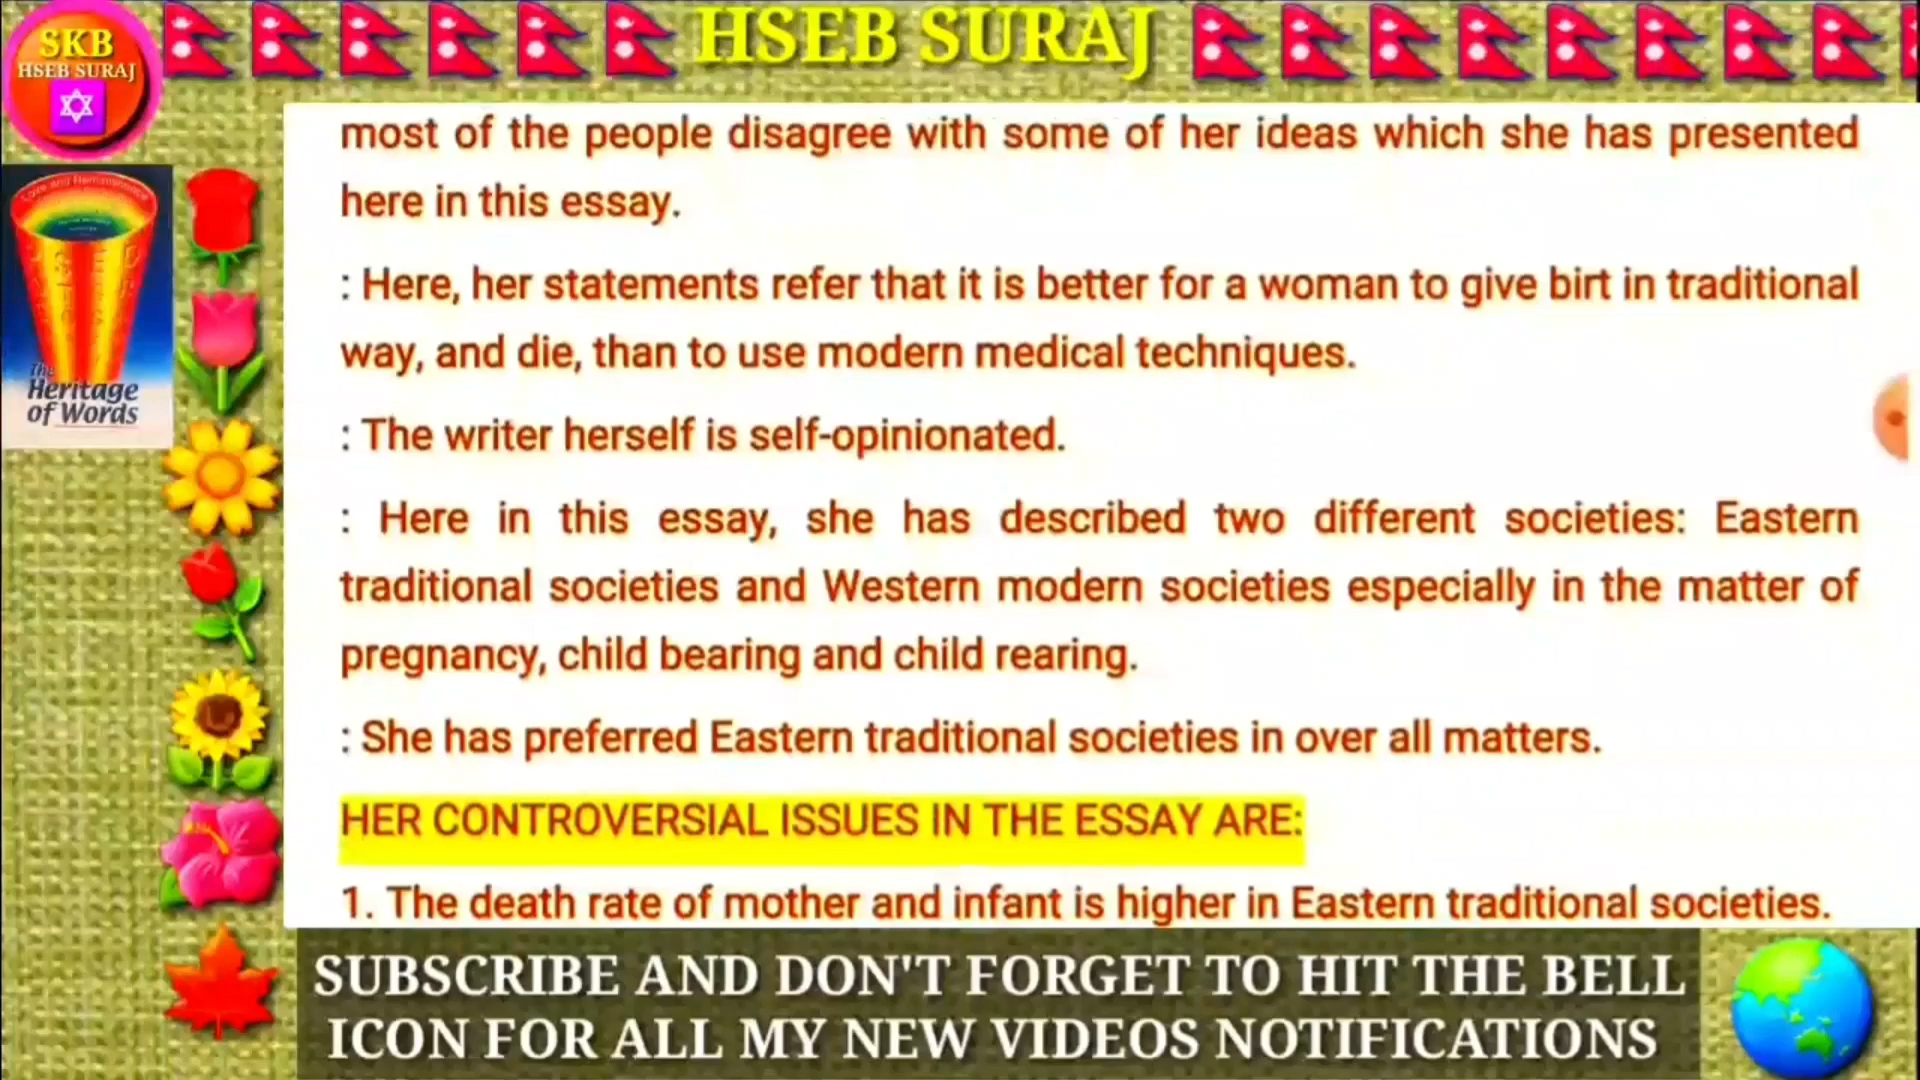 SKB
HSEB SURAJ
HSEB SURAJ
The
Heritage
of Words
most of the people disagree with some of her ideas which she has presented
here in this essay.
: Here, her statements refer that it is better for a woman to give birt in traditional
way, and die, than to use modern medical techniques.
: The writer herself is self-opinionated.
: Here in this essay, she has described two different societies: Eastern
traditional societies and Western modern societies especially in the matter of
pregnancy, child bearing and child rearing.
: She has preferred Eastern traditional societies in over all matters.
HER CONTROVERSIAL ISSUES IN THE ESSAY ARE:
1. The death rate of mother and infant is higher in Eastern traditional societies.
SUBSCRIBE AND DON'T FORGET TO HIT THE BELL
ICON FOR ALL MY NEW VIDEOS NOTIFICATIONS